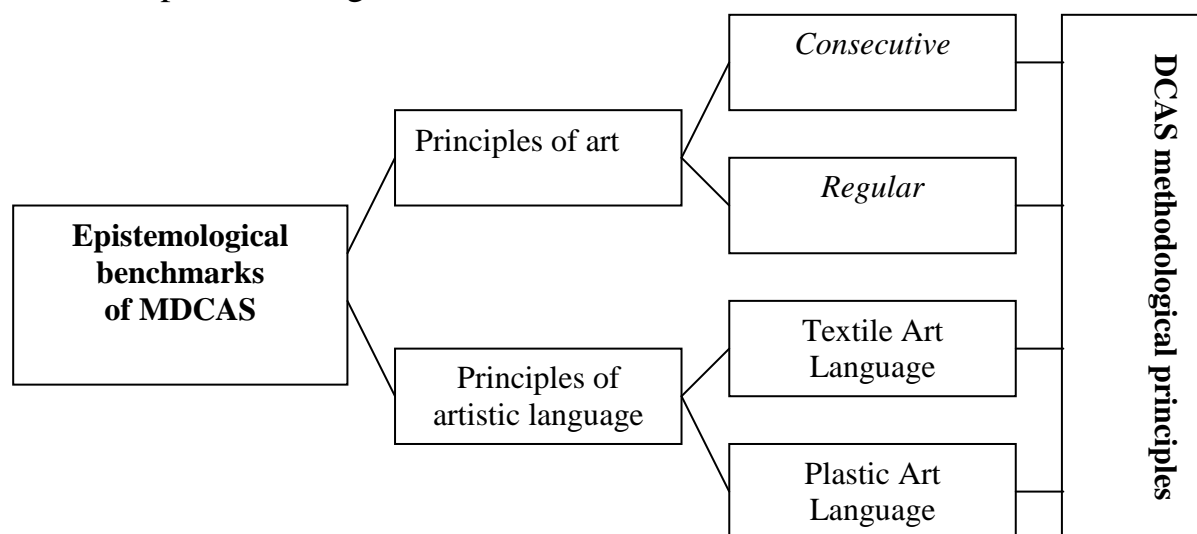 Consecutive
Principles of art
Regular
Epistemological
benchmarks
of MDCAS
Textile Art
Language
Principles of
artistic language
Plastic Art
Language
DCAS methodological principles